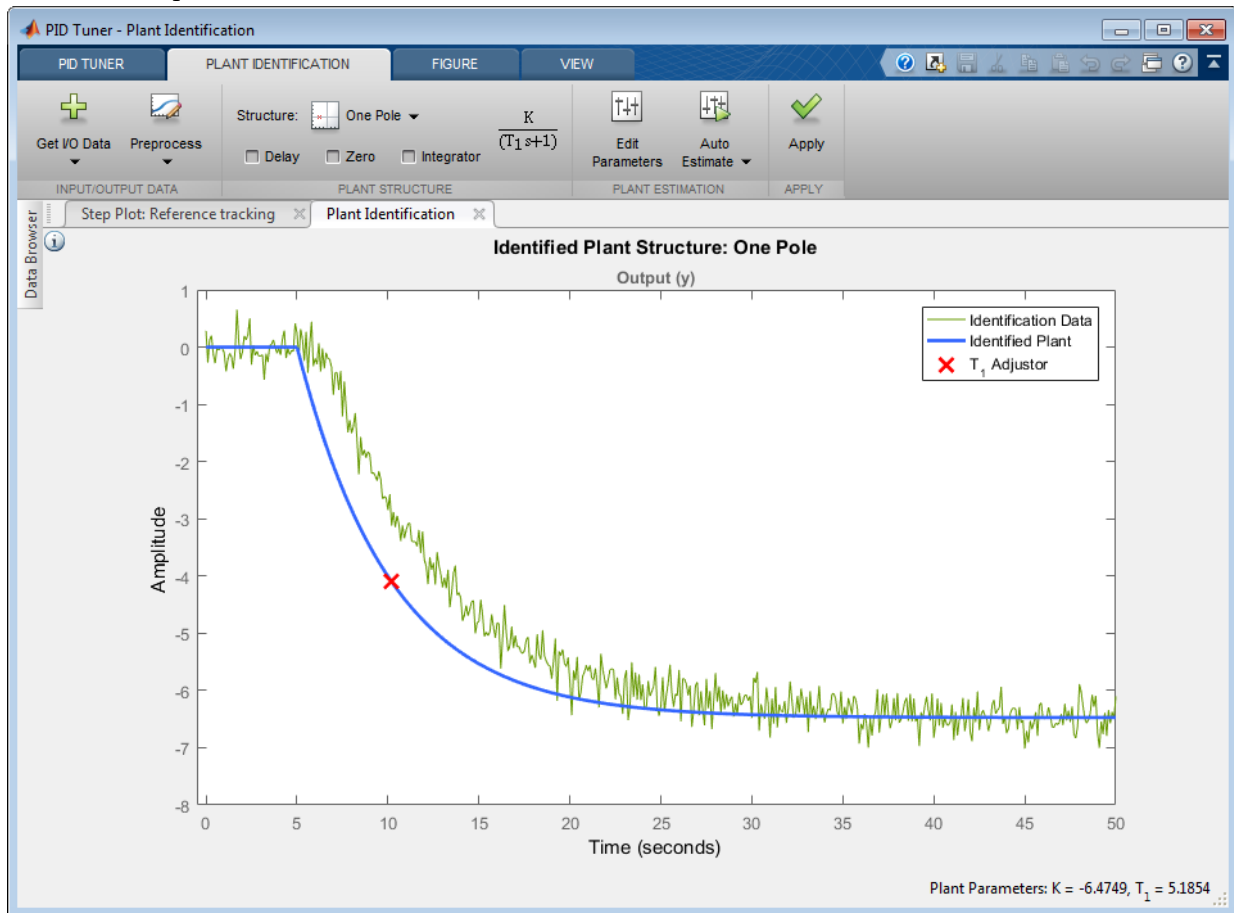 PID Tuner - Plant Identification
PID TUNER PLANT IDENTIFICATION FIGURE VIEW
Get I/O Data
Preprocess
Structure: One Pole
Delay Zero Integrator
K
(T1s+1)
Edit
Parameters
Auto
Estimate
Apply
INPUT/OUTPUT DATA PLANT STRUCTURE PLANT ESTIMATION APPLY
Data Browser
Step Plot: Reference tracking Plant Identification
Identified Plant Structure: One Pole
Output (y)
Identification Data
Identified Plant
T1 Adjustor
Amplitude
1
0
-1
-2
-3
-4
-5
-6
-7
-8
0 5 10 15 20 25 30 35 40 45 50
Time (seconds)
Plant Parameters: K = -6.4749, T1 = 5.1854